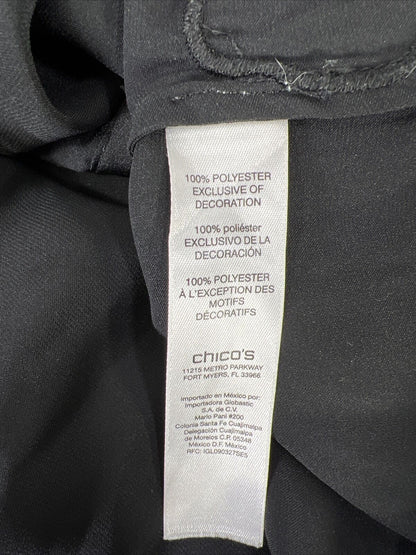 100% POLYESTER
EXCLUSIVE OF
DECORATION
100% poliéster
EXCLUSIVO DE LA
DECORACIÓN
100% POLYESTER
À L'EXCEPTION DES
MOTIFS
DÉCORATIFS
chico's
11215 METRO PARKWAY
FORT MYERS, FL 33966
Importado en México por:
Importadora Globastic
S.A. de C.V.
Mario Pani #200
Colonia Santa Fe Cuajimalpa
Delegación Cuajimalpa
de Morelos C.P. 05348
México D.F. México
RFC: IGL090327SE5